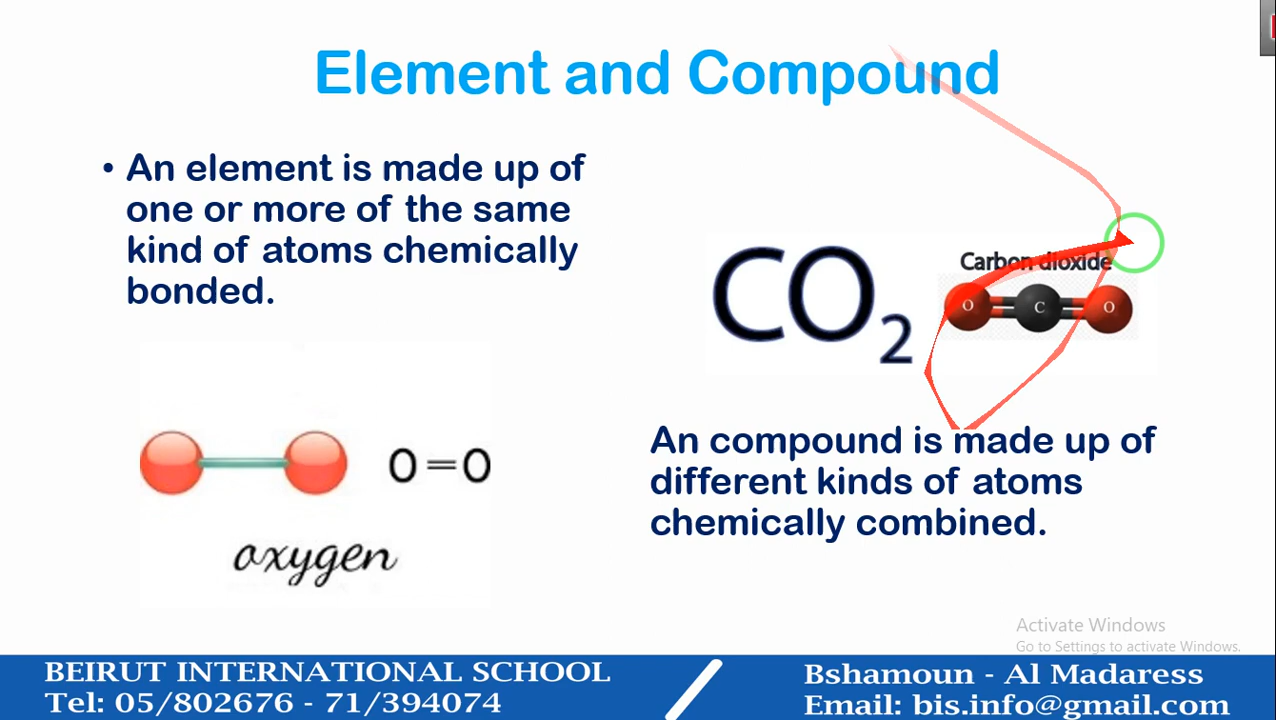 Element and Compound
• An element is made up of
one or more of the same
kind of atoms chemically
bonded.
O=O
oxygen
CO2
Carbon dioxide
O C O
An compound is made up of
different kinds of atoms
chemically combined.
Activate Windows
Go to Settings to activate Windows.
BEIRUT INTERNATIONAL SCHOOL
Tel: 05/802676 - 71/394074
Bshamoun - Al Madaress
Email: bis.info@gmail.com